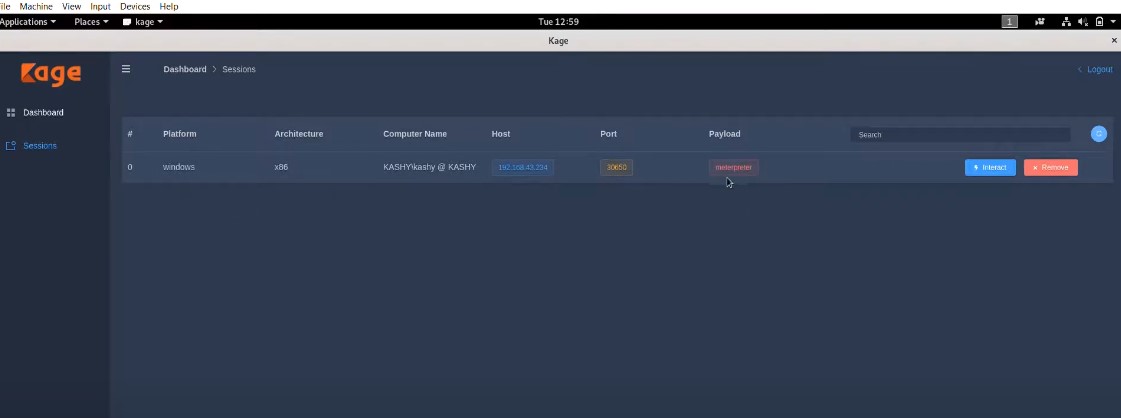 ile Machine View Input Devices Help
Applications Places kage Tue 12:59 1
Kage
Kage
Dashboard > Sessions
< Logout
Dashboard
Sessions
# Platform Architecture Computer Name Host Port Payload Search
0 windows x86 KASHY\kashy @ KASHY 192.168.43.234 30650 meterpreter Interact Remove